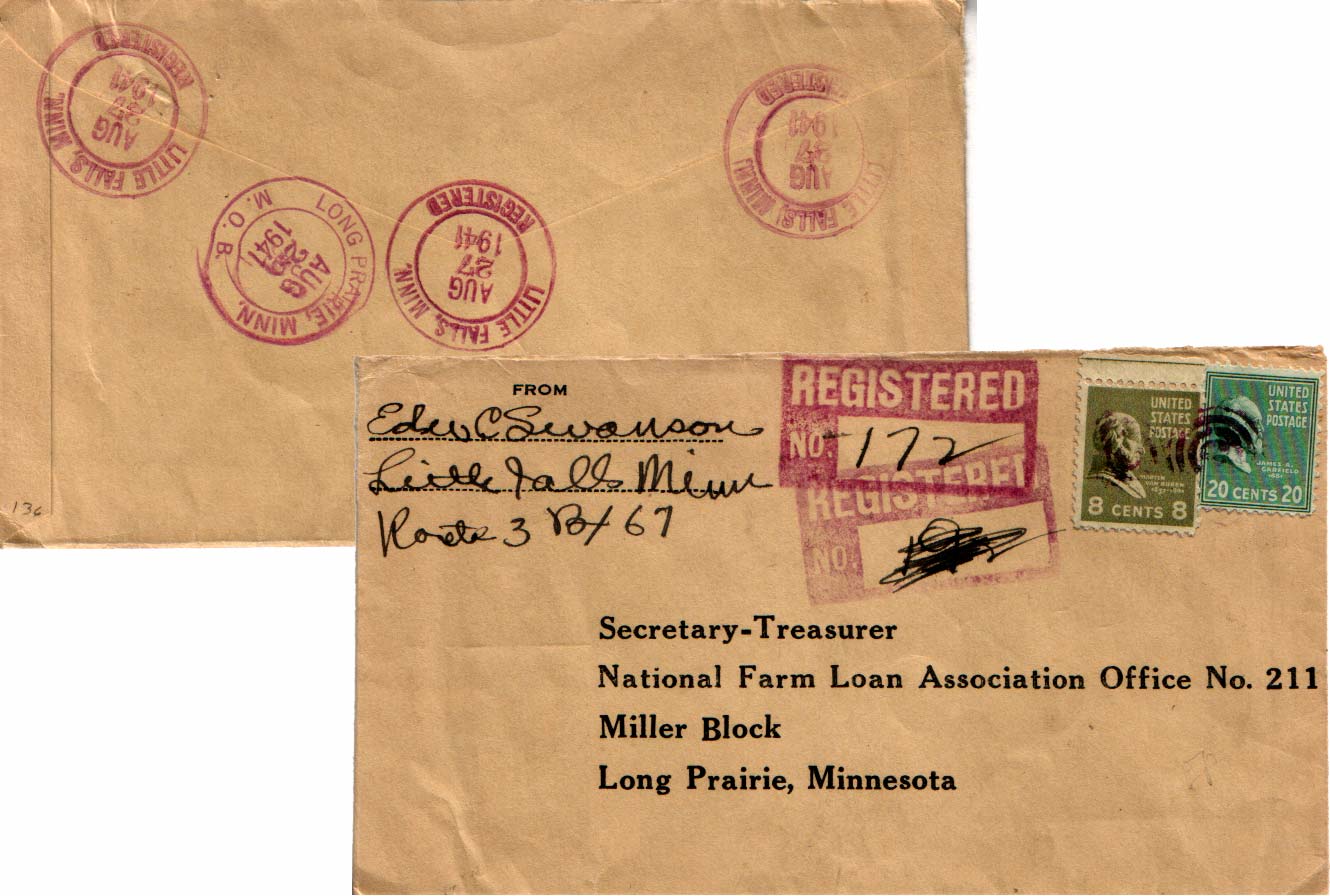 REGISTERED
AUG
27
1941
LITTLE FALLS, MINN.
LONG PRAIRIE, MINN.
AUG
1941
M. O. B.
REGISTERED
AUG
27
1941
LITTLE FALLS, MINN.
REGISTERED
AUG
27
1941
LITTLE FALLS, MINN.
136
FROM
C Swanson
Little Falls Minn
Route 3 Bx 67
REGISTERED
NO. 172
REGISTERED
NO.
UNITED
STATES
POSTAGE
MARTIN
VAN BUREN
8 CENTS 8
UNITED
STATES
POSTAGE
JAMES A.
GARFIELD
20 CENTS 20
Secretary-Treasurer
National Farm Loan Association Office No. 211
Miller Block
Long Prairie, Minnesota